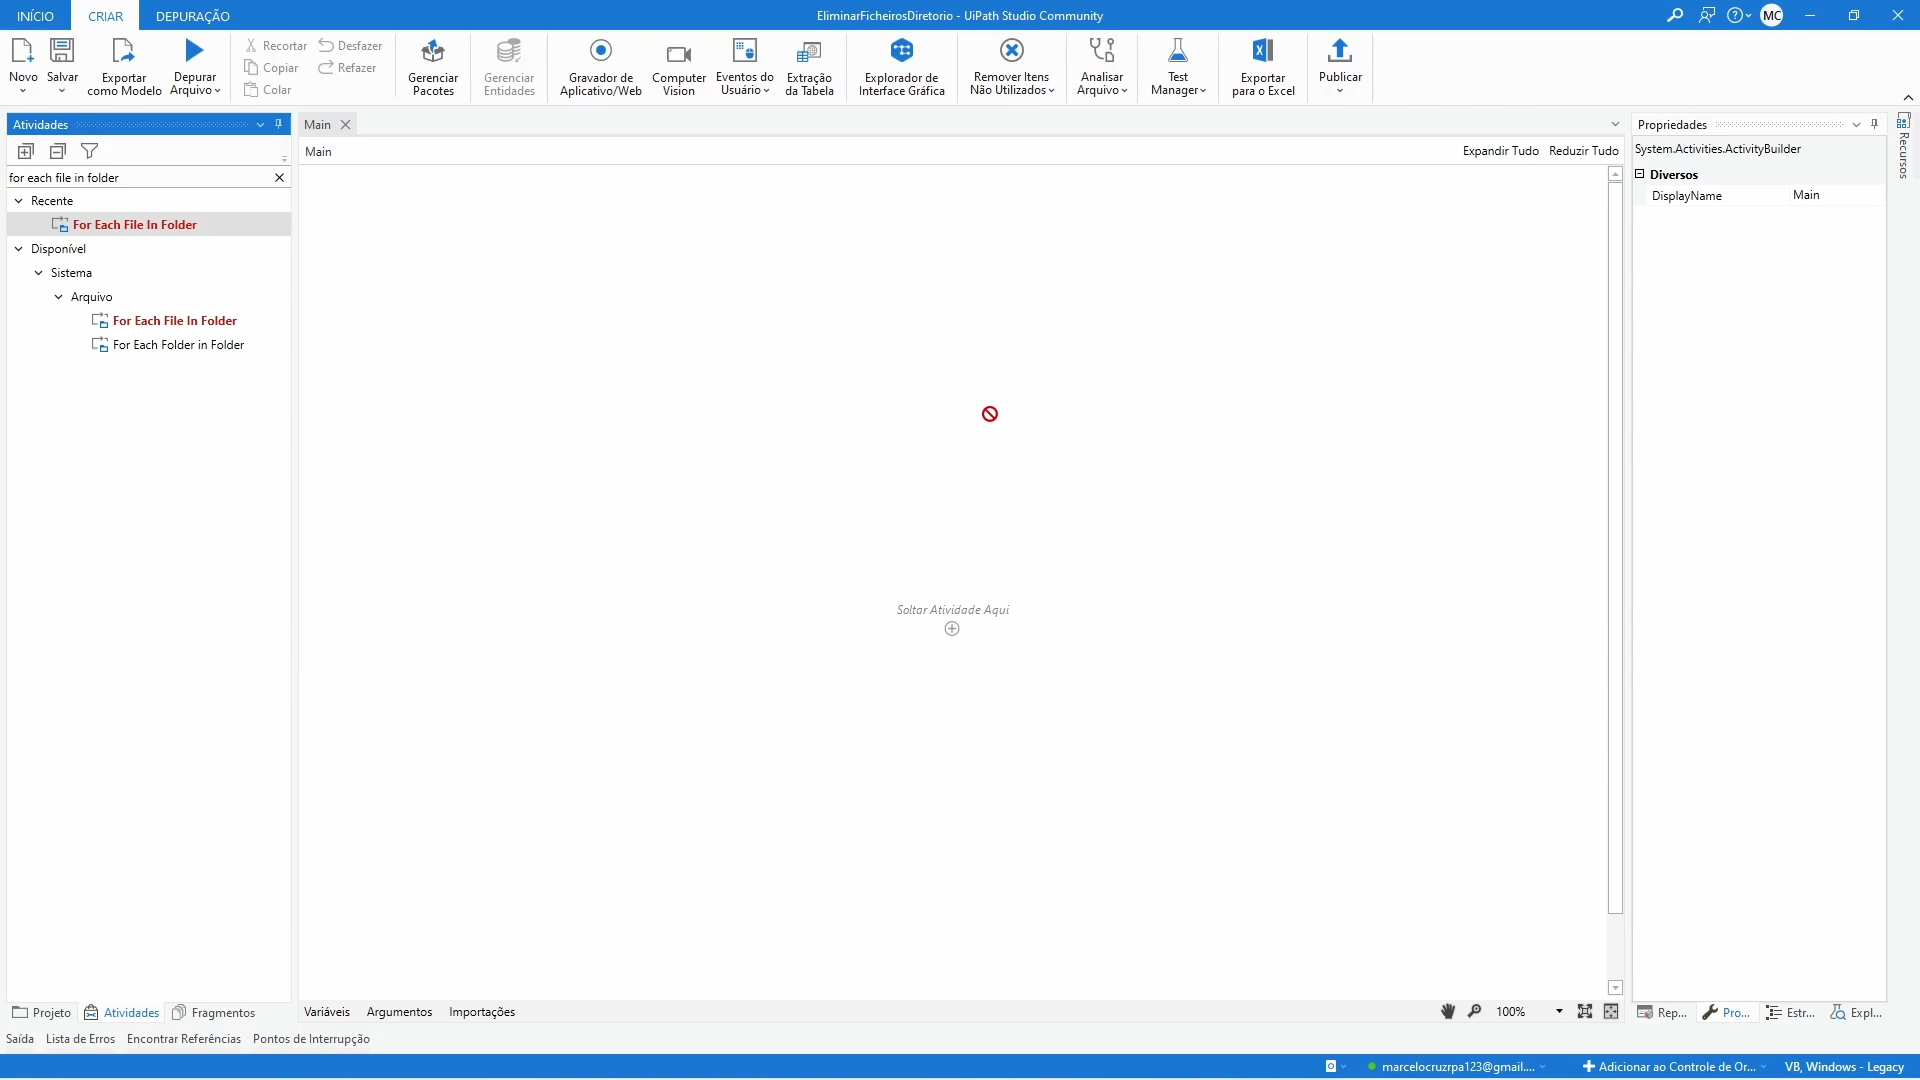 INÍCIO CRIAR DEPURAÇÃO
EliminarFicheirosDiretorio - UiPath Studio Community
MC
Novo
Salvar
Exportar
como Modelo
Depurar
Arquivo
Recortar
Copiar
Colar
Desfazer
Refazer
Gerenciar
Pacotes
Gerenciar
Entidades
Gravador de
Aplicativo/Web
Computer
Vision
Eventos do
Usuário
Extração
da Tabela
Explorador de
Interface Gráfica
Remover Itens
Não Utilizados
Analisar
Arquivo
Test
Manager
Exportar
para o Excel
Publicar
Atividades
for each file in folder
Recente
For Each File In Folder
Disponível
Sistema
Arquivo
For Each File In Folder
For Each Folder in Folder
Projeto Atividades Fragmentos
Main
Main
Expandir Tudo Reduzir Tudo
Soltar Atividade Aqui
Variáveis Argumentos Importações
100%
Propriedades
System.Activities.ActivityBuilder
Diversos
DisplayName Main
Rep... Pro... Estr... Expl...
Recursos
Saída Lista de Erros Encontrar Referências Pontos de Interrupção
marcelocruzrpa123@gmail.... Adicionar ao Controle de Or... VB, Windows - Legacy